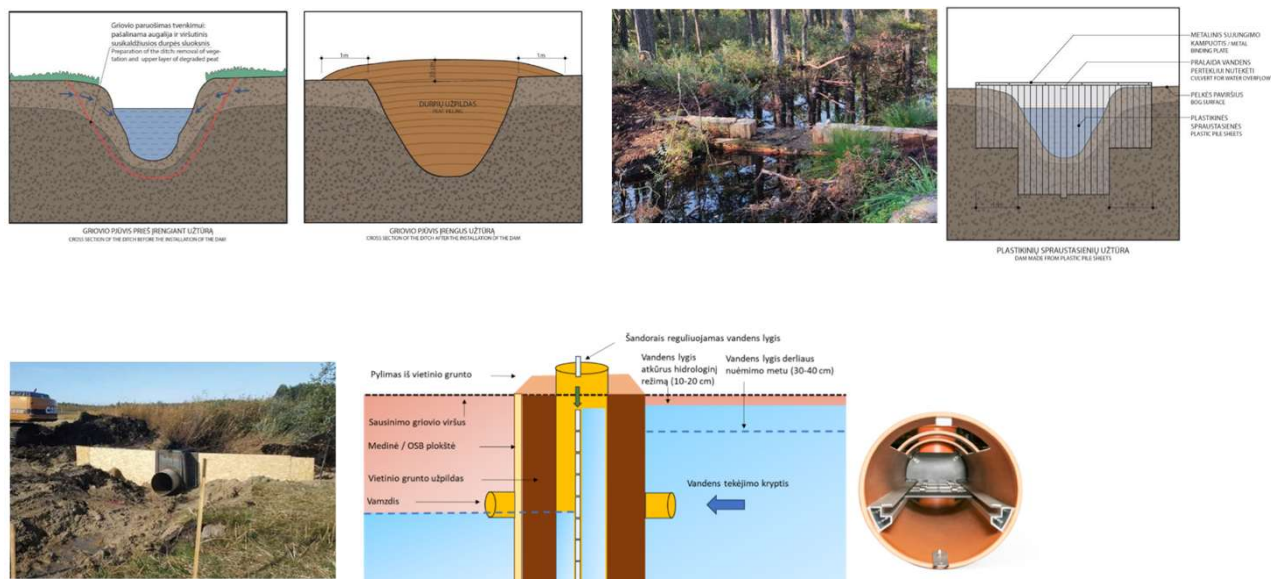 Griovio paruošimas tvenkimui:
pašalinama augalija ir viršutinis
susiskaldžiusios durpės sluoksnis
Preparation of the ditch: removal of vege-
tation and upper layer of degraded peat
GRIOVIO PJŪVIS PRIEŠ ĮRENGIANT UŽTŪRĄ
CROSS SECTION OF THE DITCH BEFORE THE INSTALLATION OF THE DAM
1m
1m
DURPIŲ UŽPILDAS
GRIOVIO PJŪVIS ĮRENGUS UŽTŪRĄ
CROSS SECTION OF THE DITCH AFTER THE INSTALLATION OF THE DAM
METALINIS SUJUNGIMO
KAMPUOTIS / METAL
BINDING PLATE
PRALAIDA VANDENS
PERTEKLIUI NUTEKĖTI
CULVERT FOR WATER OVERFLOW
PELKĖS PAVIRŠIUS
BOG SURFACE
PLASTIKINĖS
SPRAUSTASIENĖS
PLASTIC PILE SHEETS
PLASTIKINIŲ SPRAUSTASIENIŲ UŽTŪRA
DAM MADE FROM PLASTIC PILE SHEETS
Šandorais reguliuojamas vandens lygis
Pylimas iš vietinio grunto
Vandens lygis
atkūrus hidrologinį
režimą (10-20 cm)
Vandens lygis derliaus
nuėmimo metu (30-40 cm)
Sausinimo griovio viršus
Medinė / OSB plokštė
Vietinio grunto užpildas
Vamzdis
Vandens tekėjimo kryptis